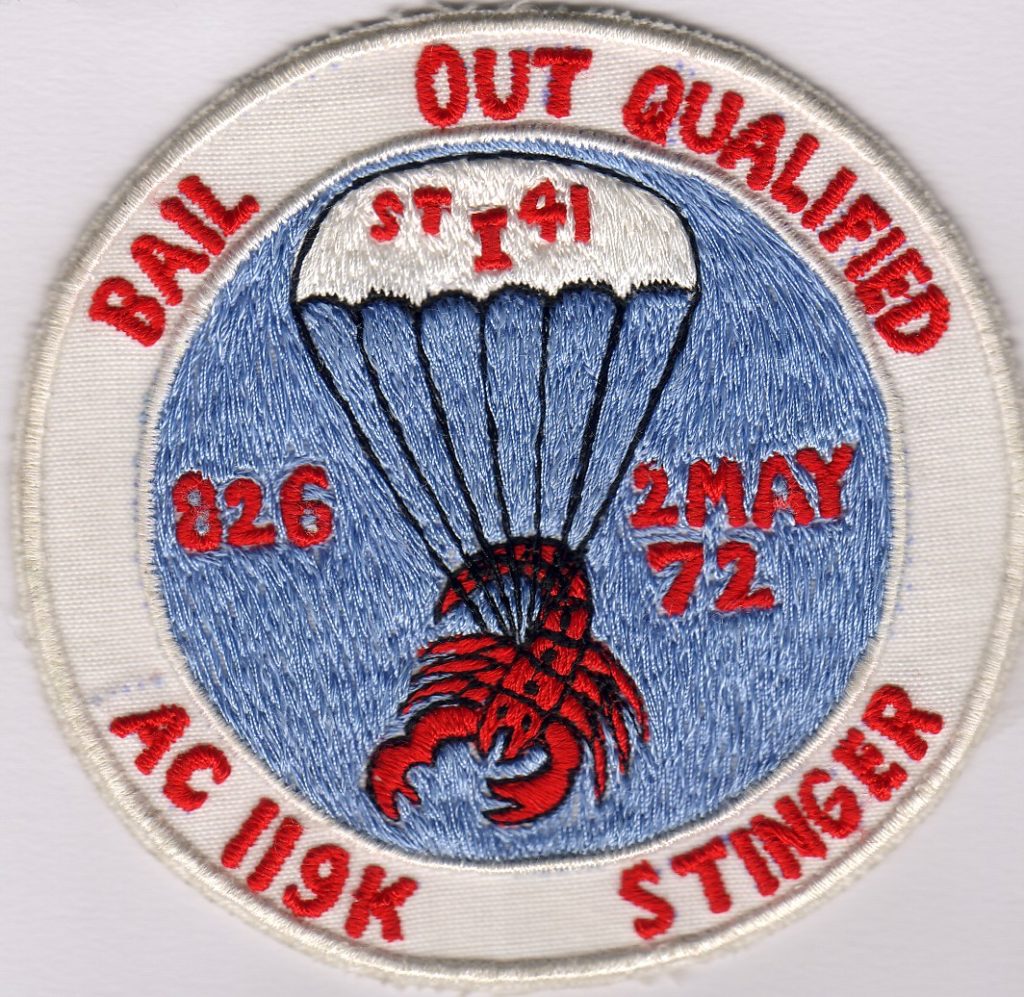 BAIL OUT QUALIFIED
ST I 41
826
2 MAY
72
AC 119K STINGER